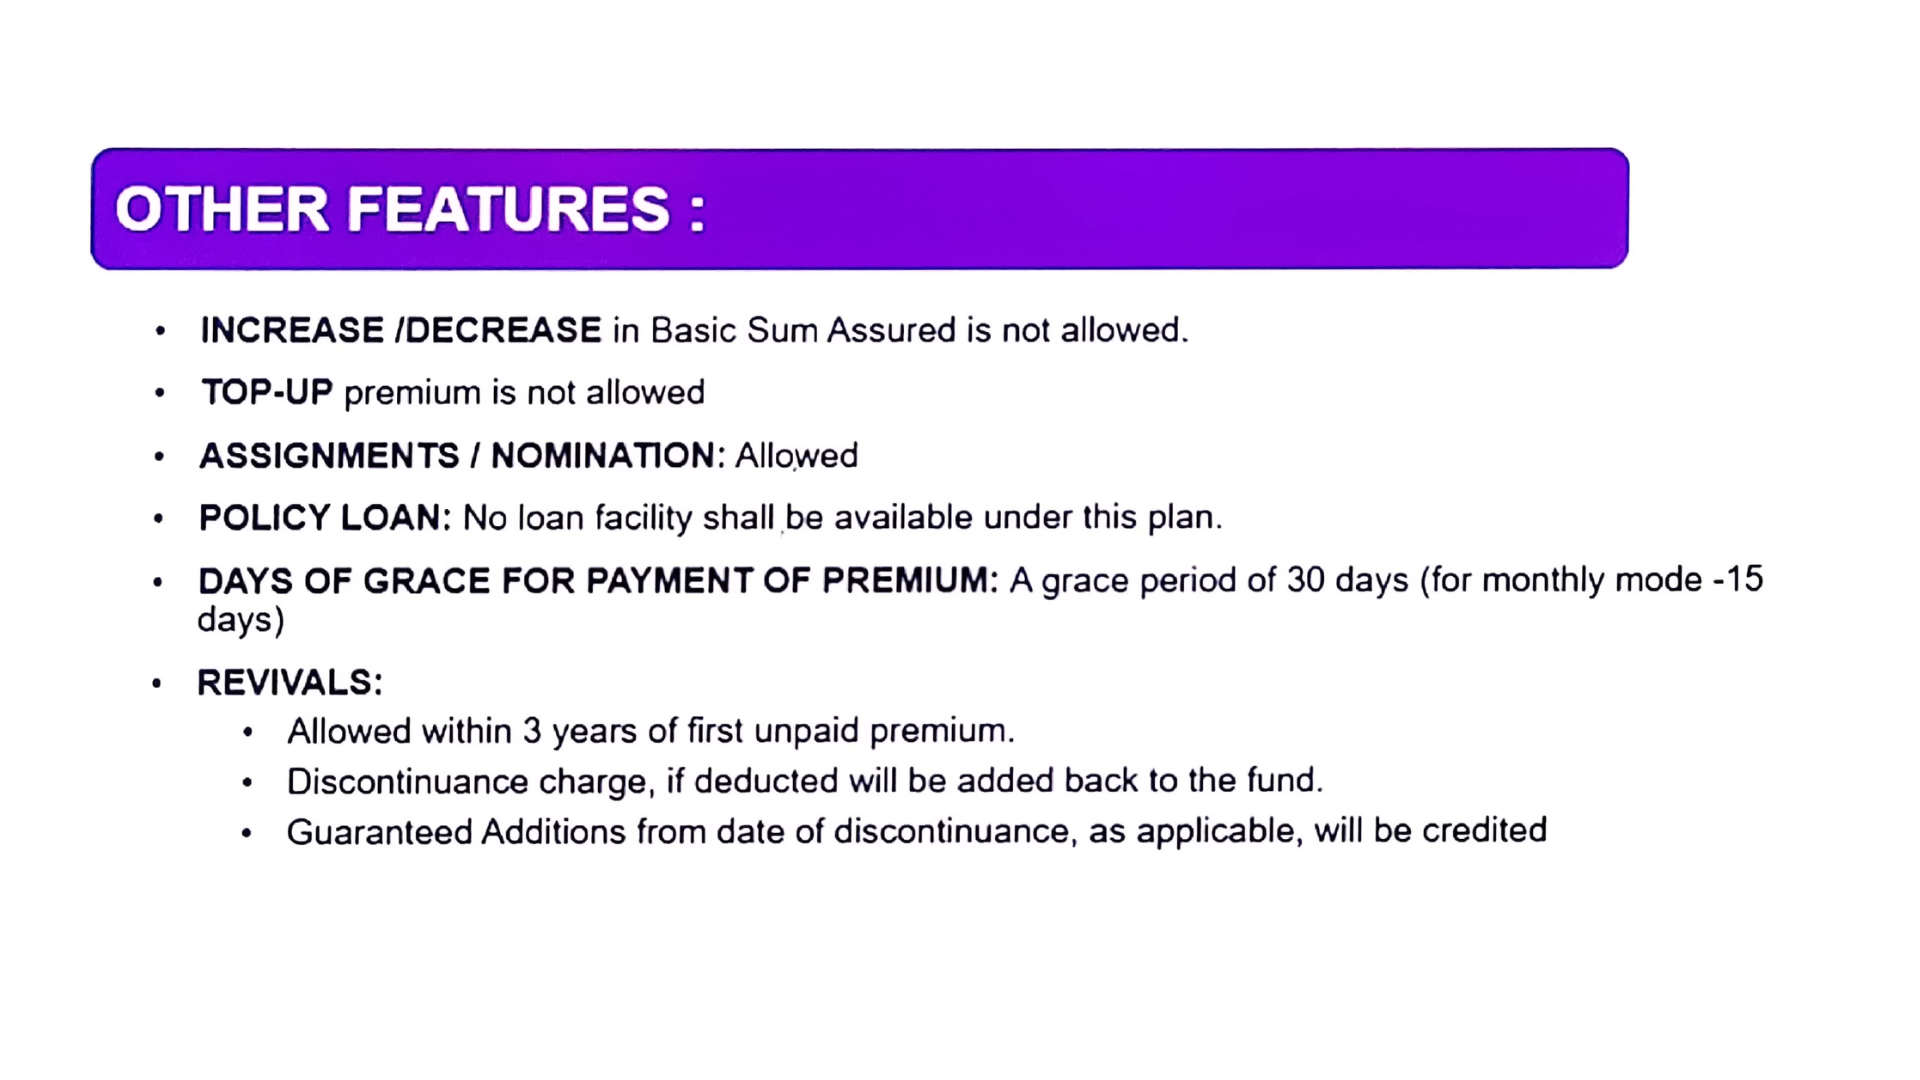 OTHER FEATURES :
• INCREASE /DECREASE in Basic Sum Assured is not allowed.
• TOP-UP premium is not allowed
• ASSIGNMENTS / NOMINATION: Allowed
• POLICY LOAN: No loan facility shall be available under this plan.
• DAYS OF GRACE FOR PAYMENT OF PREMIUM: A grace period of 30 days (for monthly mode -15
days)
• REVIVALS:
• Allowed within 3 years of first unpaid premium.
• Discontinuance charge, if deducted will be added back to the fund.
• Guaranteed Additions from date of discontinuance, as applicable, will be credited